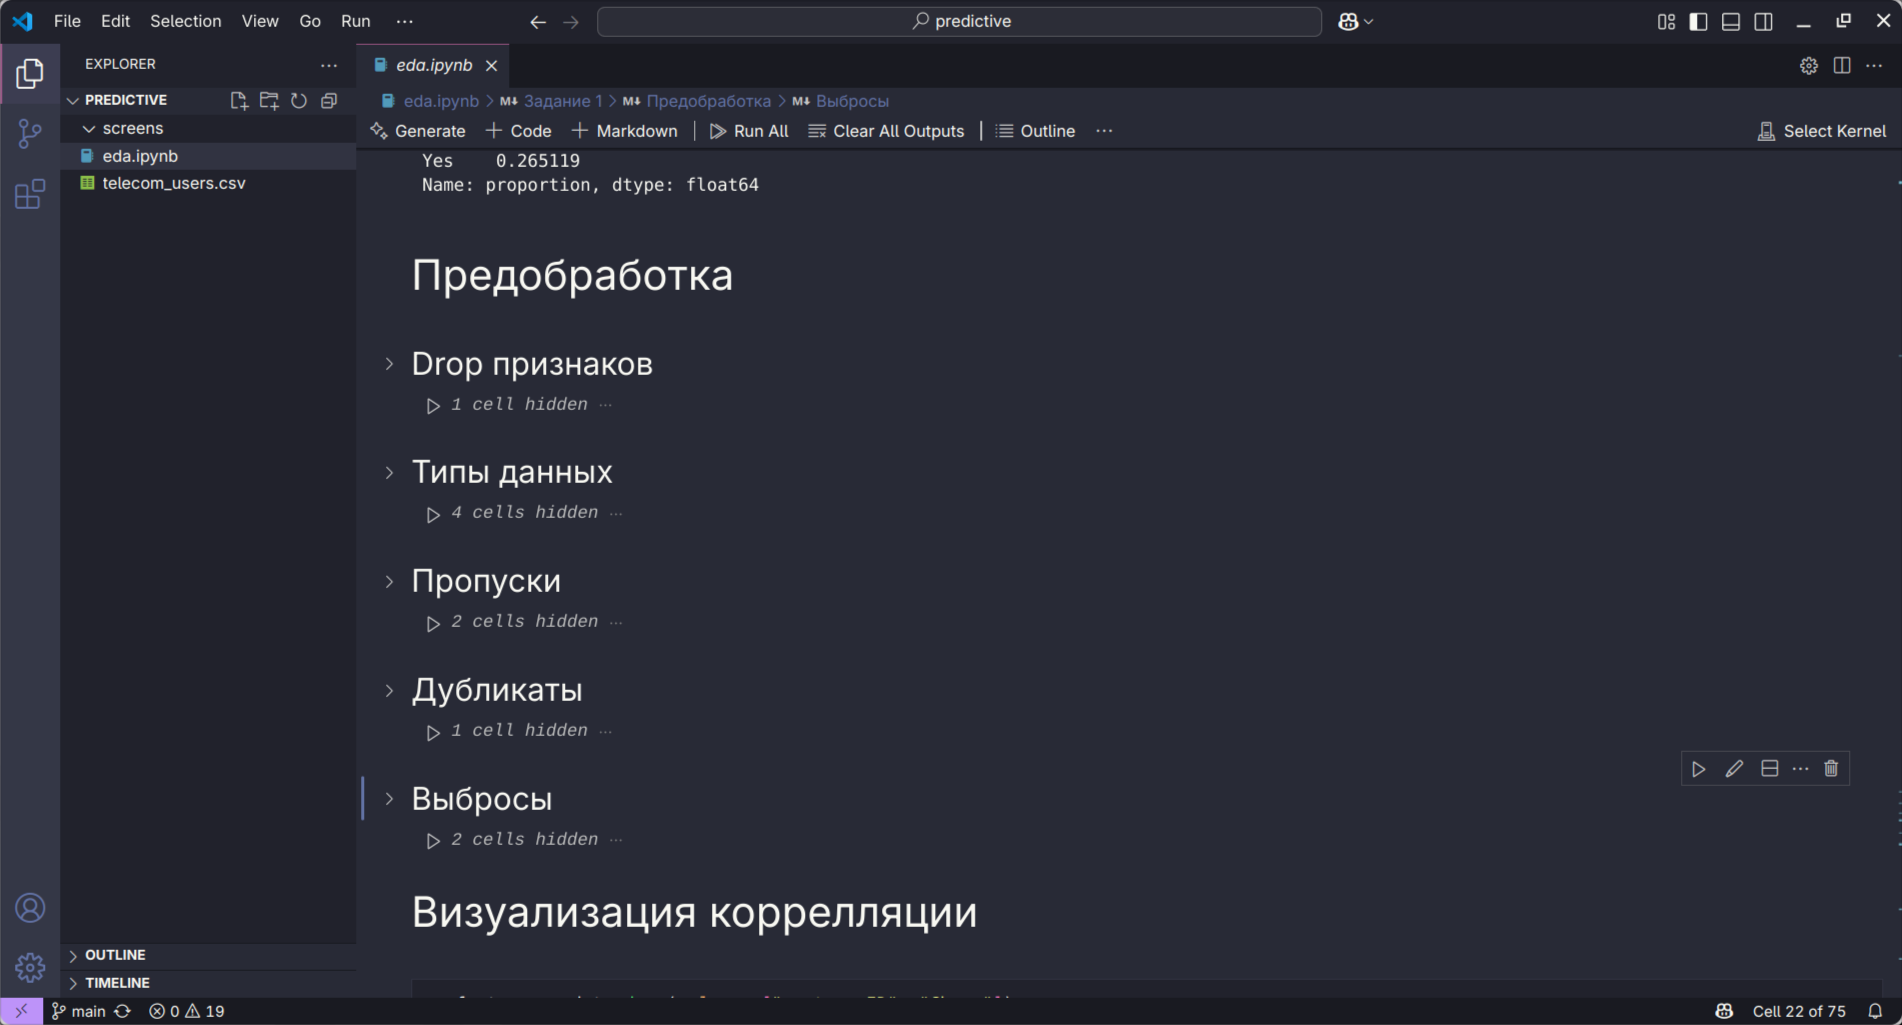 File Edit Selection View Go Run ···
predictive
EXPLORER
eda.ipynb
PREDICTIVE
eda.ipynb > M↓ Задание 1 > M↓ Предобработка > M↓ Выбросы
screens
Generate + Code + Markdown | Run All Clear All Outputs | Outline ···
Select Kernel
eda.ipynb
telecom_users.csv
Yes 0.265119
Name: proportion, dtype: float64
Предобработка
Drop признаков
1 cell hidden ···
Типы данных
4 cells hidden ···
Пропуски
2 cells hidden ···
Дубликаты
1 cell hidden ···
Выбросы
2 cells hidden ···
Визуализация коррелляции
OUTLINE
TIMELINE
main 0 19
Cell 22 of 75